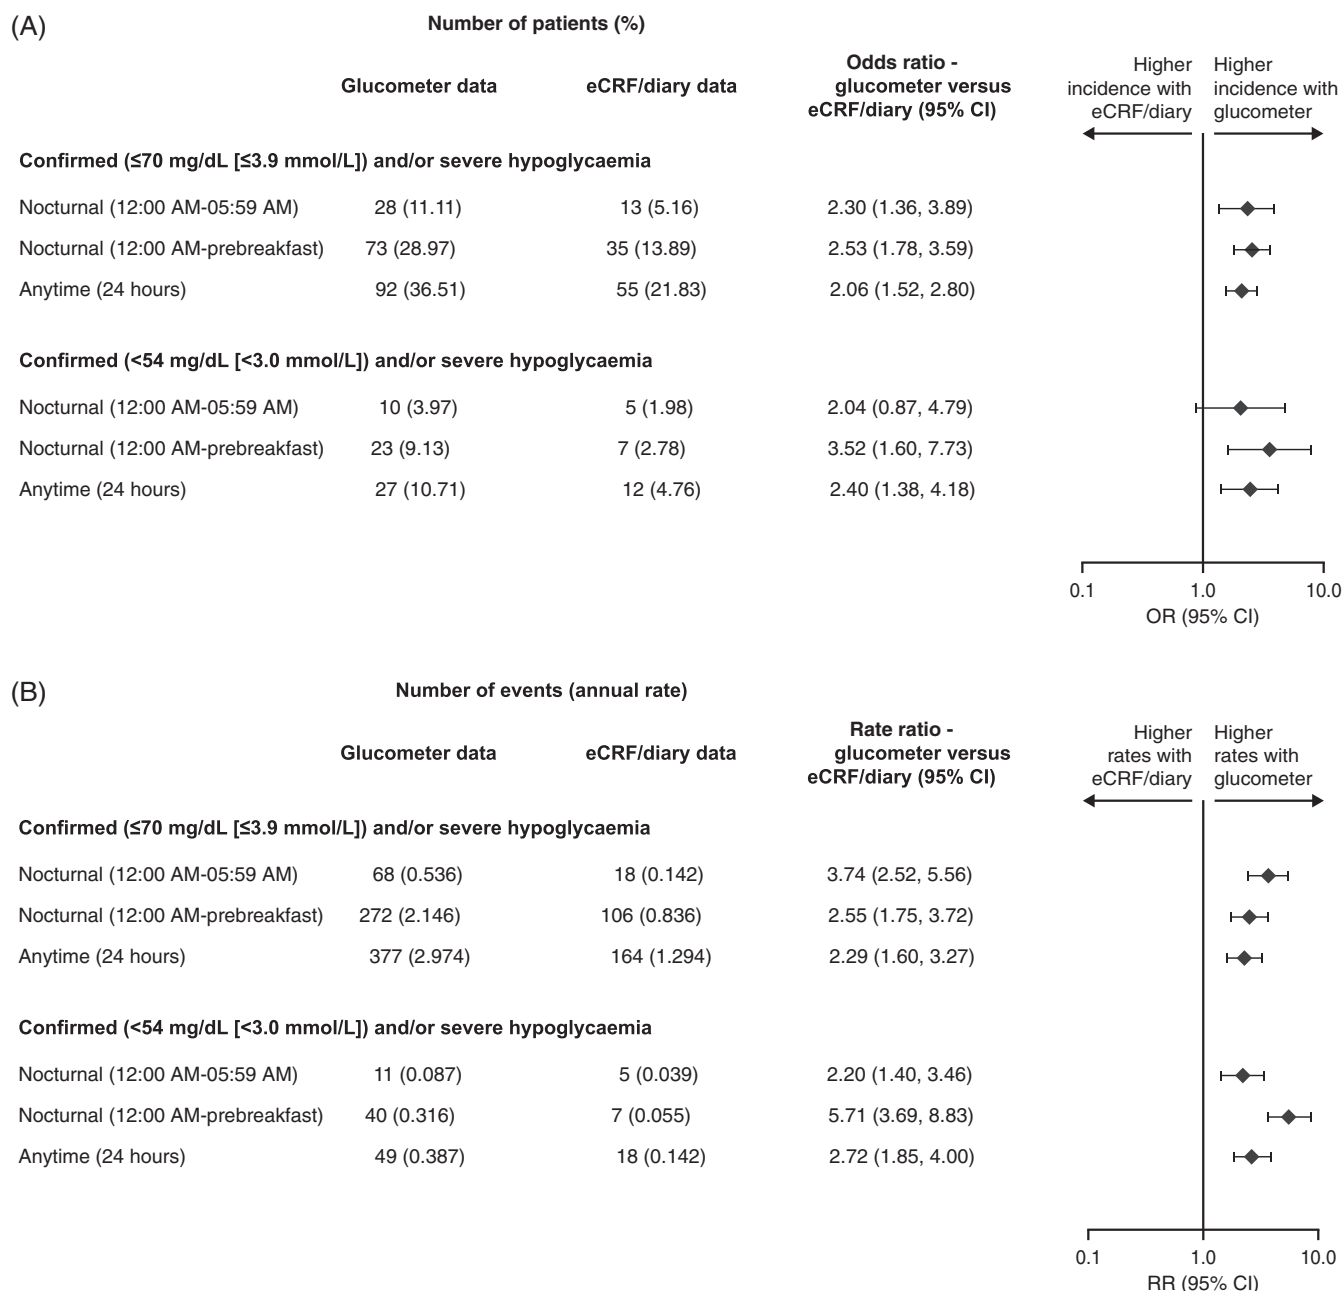 (A)
Number of patients (%)
Glucometer data eCRF/diary data Odds ratio - glucometer versus eCRF/diary (95% CI)
Higher incidence with eCRF/diary
Higher incidence with glucometer
Confirmed (≤70 mg/dL [≤3.9 mmol/L]) and/or severe hypoglycaemia
Nocturnal (12:00 AM-05:59 AM) 28 (11.11) 13 (5.16) 2.30 (1.36, 3.89)
Nocturnal (12:00 AM-prebreakfast) 73 (28.97) 35 (13.89) 2.53 (1.78, 3.59)
Anytime (24 hours) 92 (36.51) 55 (21.83) 2.06 (1.52, 2.80)
Confirmed (<54 mg/dL [<3.0 mmol/L]) and/or severe hypoglycaemia
Nocturnal (12:00 AM-05:59 AM) 10 (3.97) 5 (1.98) 2.04 (0.87, 4.79)
Nocturnal (12:00 AM-prebreakfast) 23 (9.13) 7 (2.78) 3.52 (1.60, 7.73)
Anytime (24 hours) 27 (10.71) 12 (4.76) 2.40 (1.38, 4.18)
0.1 1.0 10.0
OR (95% CI)
(B)
Number of events (annual rate)
Glucometer data eCRF/diary data Rate ratio - glucometer versus eCRF/diary (95% CI)
Higher rates with eCRF/diary
Higher rates with glucometer
Confirmed (≤70 mg/dL [≤3.9 mmol/L]) and/or severe hypoglycaemia
Nocturnal (12:00 AM-05:59 AM) 68 (0.536) 18 (0.142) 3.74 (2.52, 5.56)
Nocturnal (12:00 AM-prebreakfast) 272 (2.146) 106 (0.836) 2.55 (1.75, 3.72)
Anytime (24 hours) 377 (2.974) 164 (1.294) 2.29 (1.60, 3.27)
Confirmed (<54 mg/dL [<3.0 mmol/L]) and/or severe hypoglycaemia
Nocturnal (12:00 AM-05:59 AM) 11 (0.087) 5 (0.039) 2.20 (1.40, 3.46)
Nocturnal (12:00 AM-prebreakfast) 40 (0.316) 7 (0.055) 5.71 (3.69, 8.83)
Anytime (24 hours) 49 (0.387) 18 (0.142) 2.72 (1.85, 4.00)
0.1 1.0 10.0
RR (95% CI)